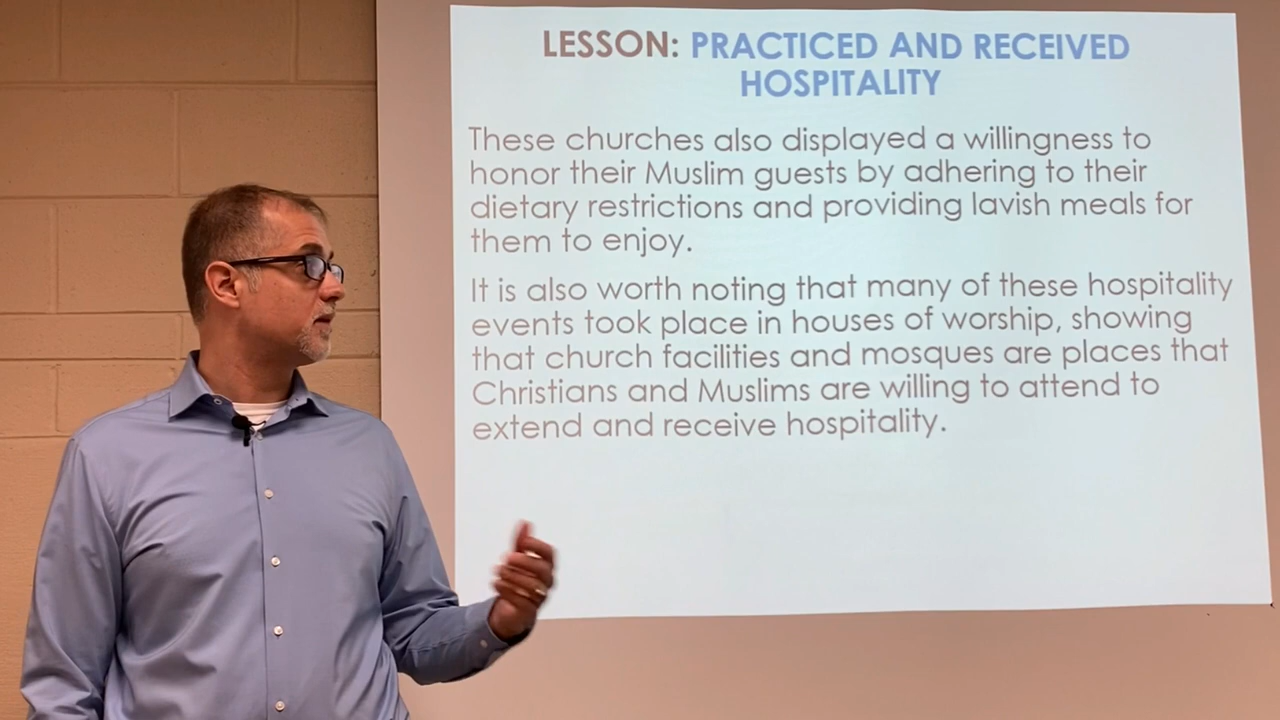 LESSON: PRACTICED AND RECEIVED
HOSPITALITY
These churches also displayed a willingness to
honor their Muslim guests by adhering to their
dietary restrictions and providing lavish meals for
them to enjoy.
It is also worth noting that many of these hospitality
events took place in houses of worship, showing
that church facilities and mosques are places that
Christians and Muslims are willing to attend to
extend and receive hospitality.